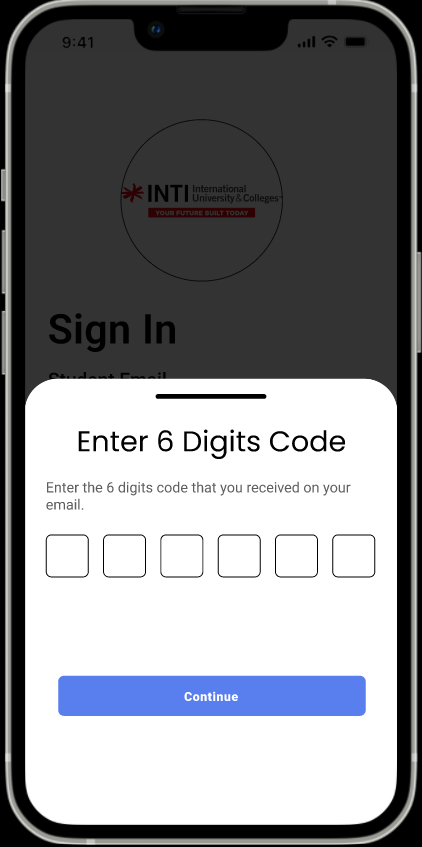 9:41
INTI International
University & Colleges
YOUR FUTURE BUILT TODAY
Sign In
Student Email
Enter 6 Digits Code
Enter the 6 digits code that you received on your
email.
Continue